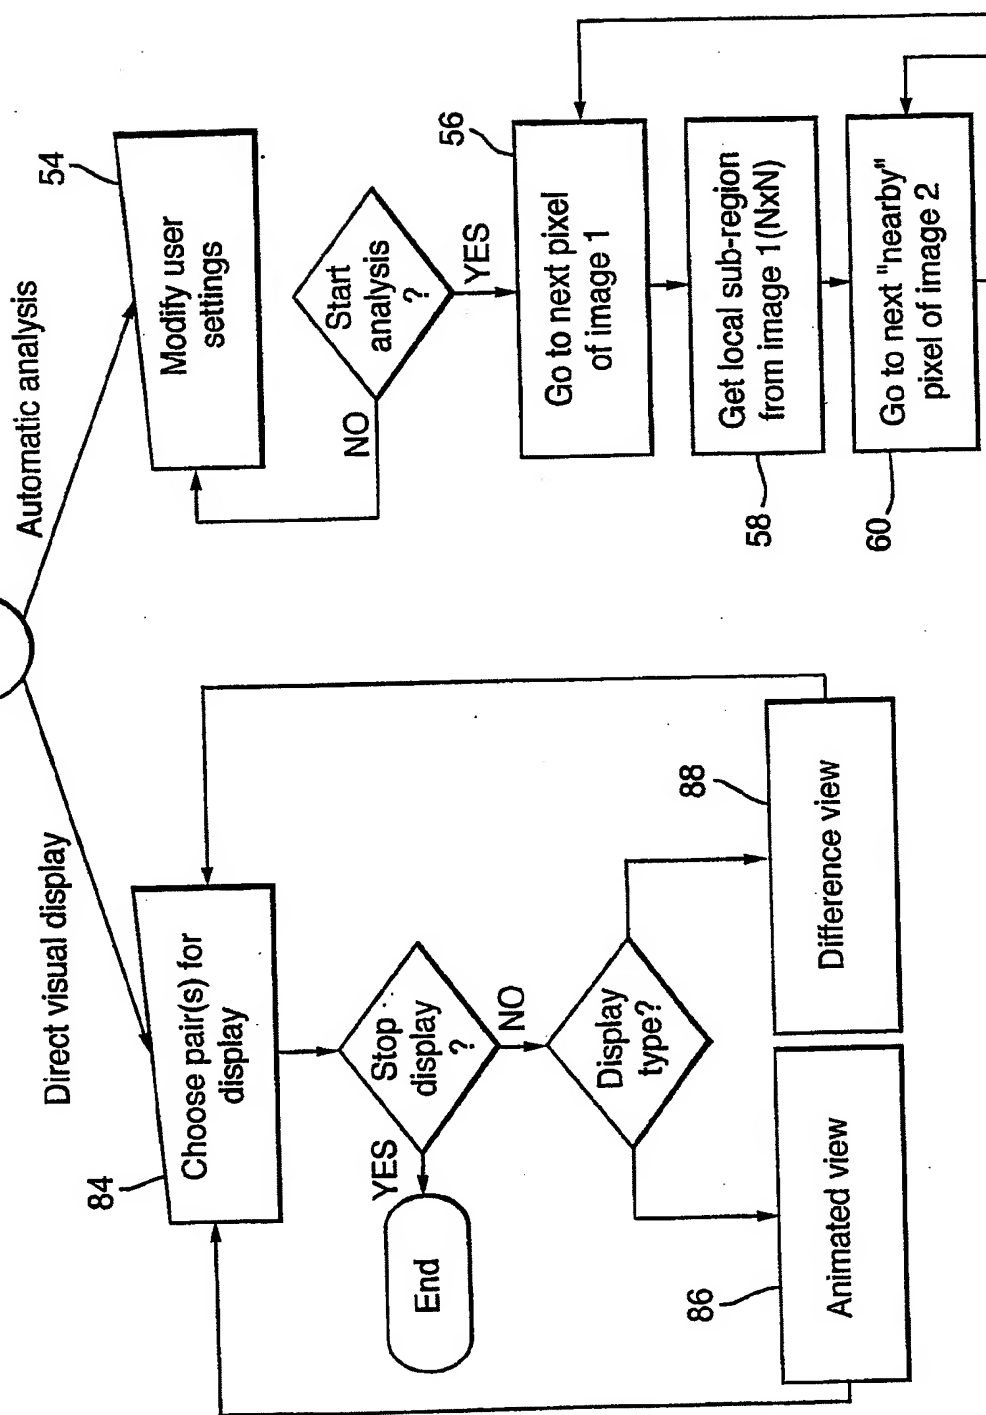 Direct visual display
Automatic analysis
84
Choose pair(s) for
display
Stop
display
?
YES
NO
End
Display
type?
86
Animated view
88
Difference view
54
Modify user
settings
Start
analysis
?
NO
YES
56
Go to next pixel
of image 1
58
Get local sub-region
from image 1(NxN)
60
Go to next "nearby"
pixel of image 2